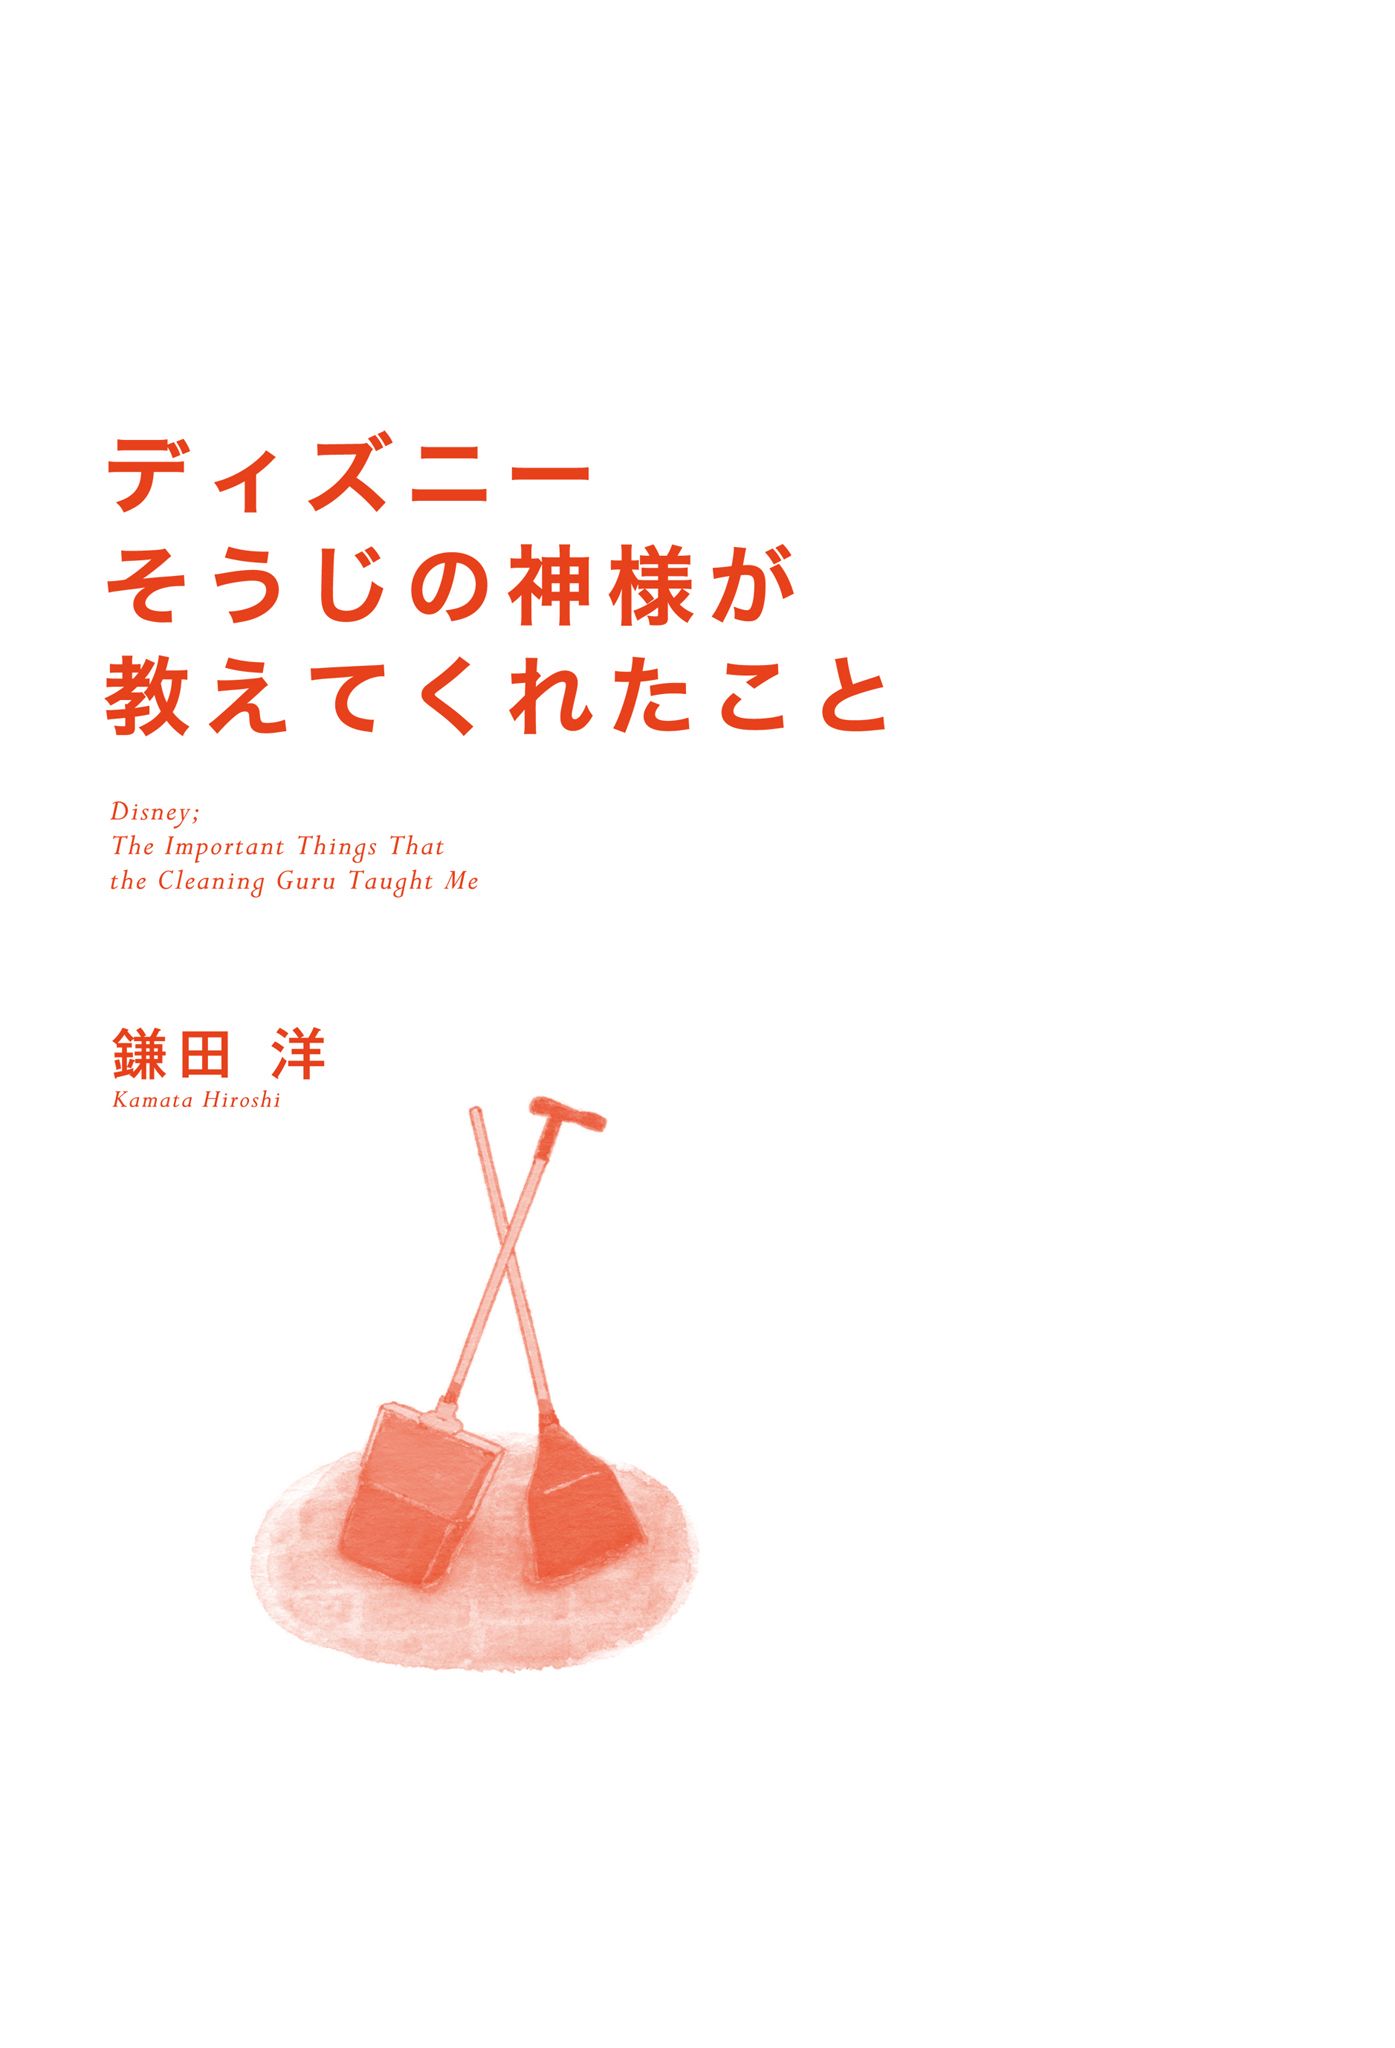 ディズニー
そうじの神様が
教えてくれたこと
Disney;
The Important Things That
the Cleaning Guru Taught Me
鎌田 洋
Kamata Hiroshi